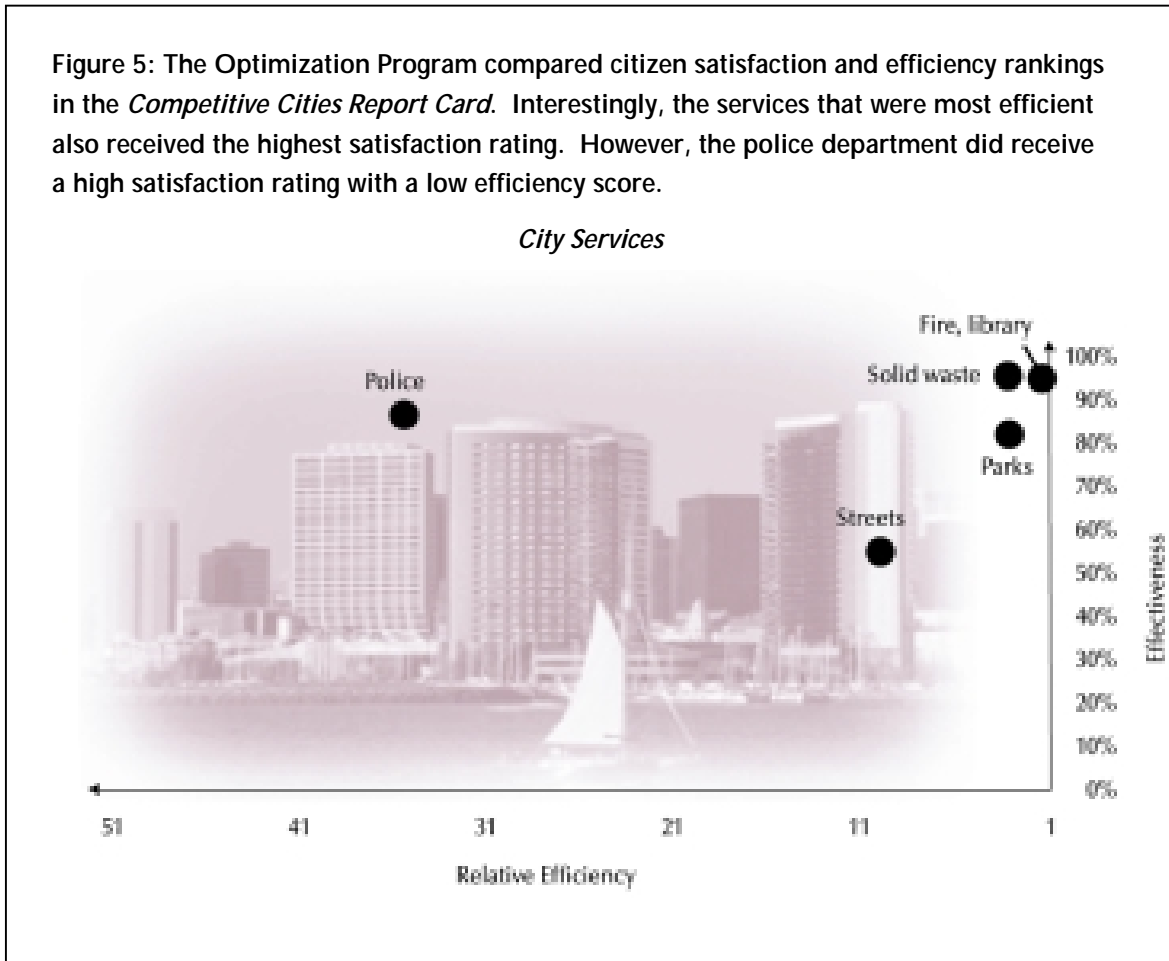 Figure 5: The Optimization Program compared citizen satisfaction and efficiency rankings
in the Competitive Cities Report Card. Interestingly, the services that were most efficient
also received the highest satisfaction rating. However, the police department did receive
a high satisfaction rating with a low efficiency score.
City Services
Fire, library
100%
Solid waste
Police
90%
80%
Parks
70%
Streets
60%
50%
40%
30%
20%
10%
0%
Effectiveness
51 41 31 21 11 1
Relative Efficiency